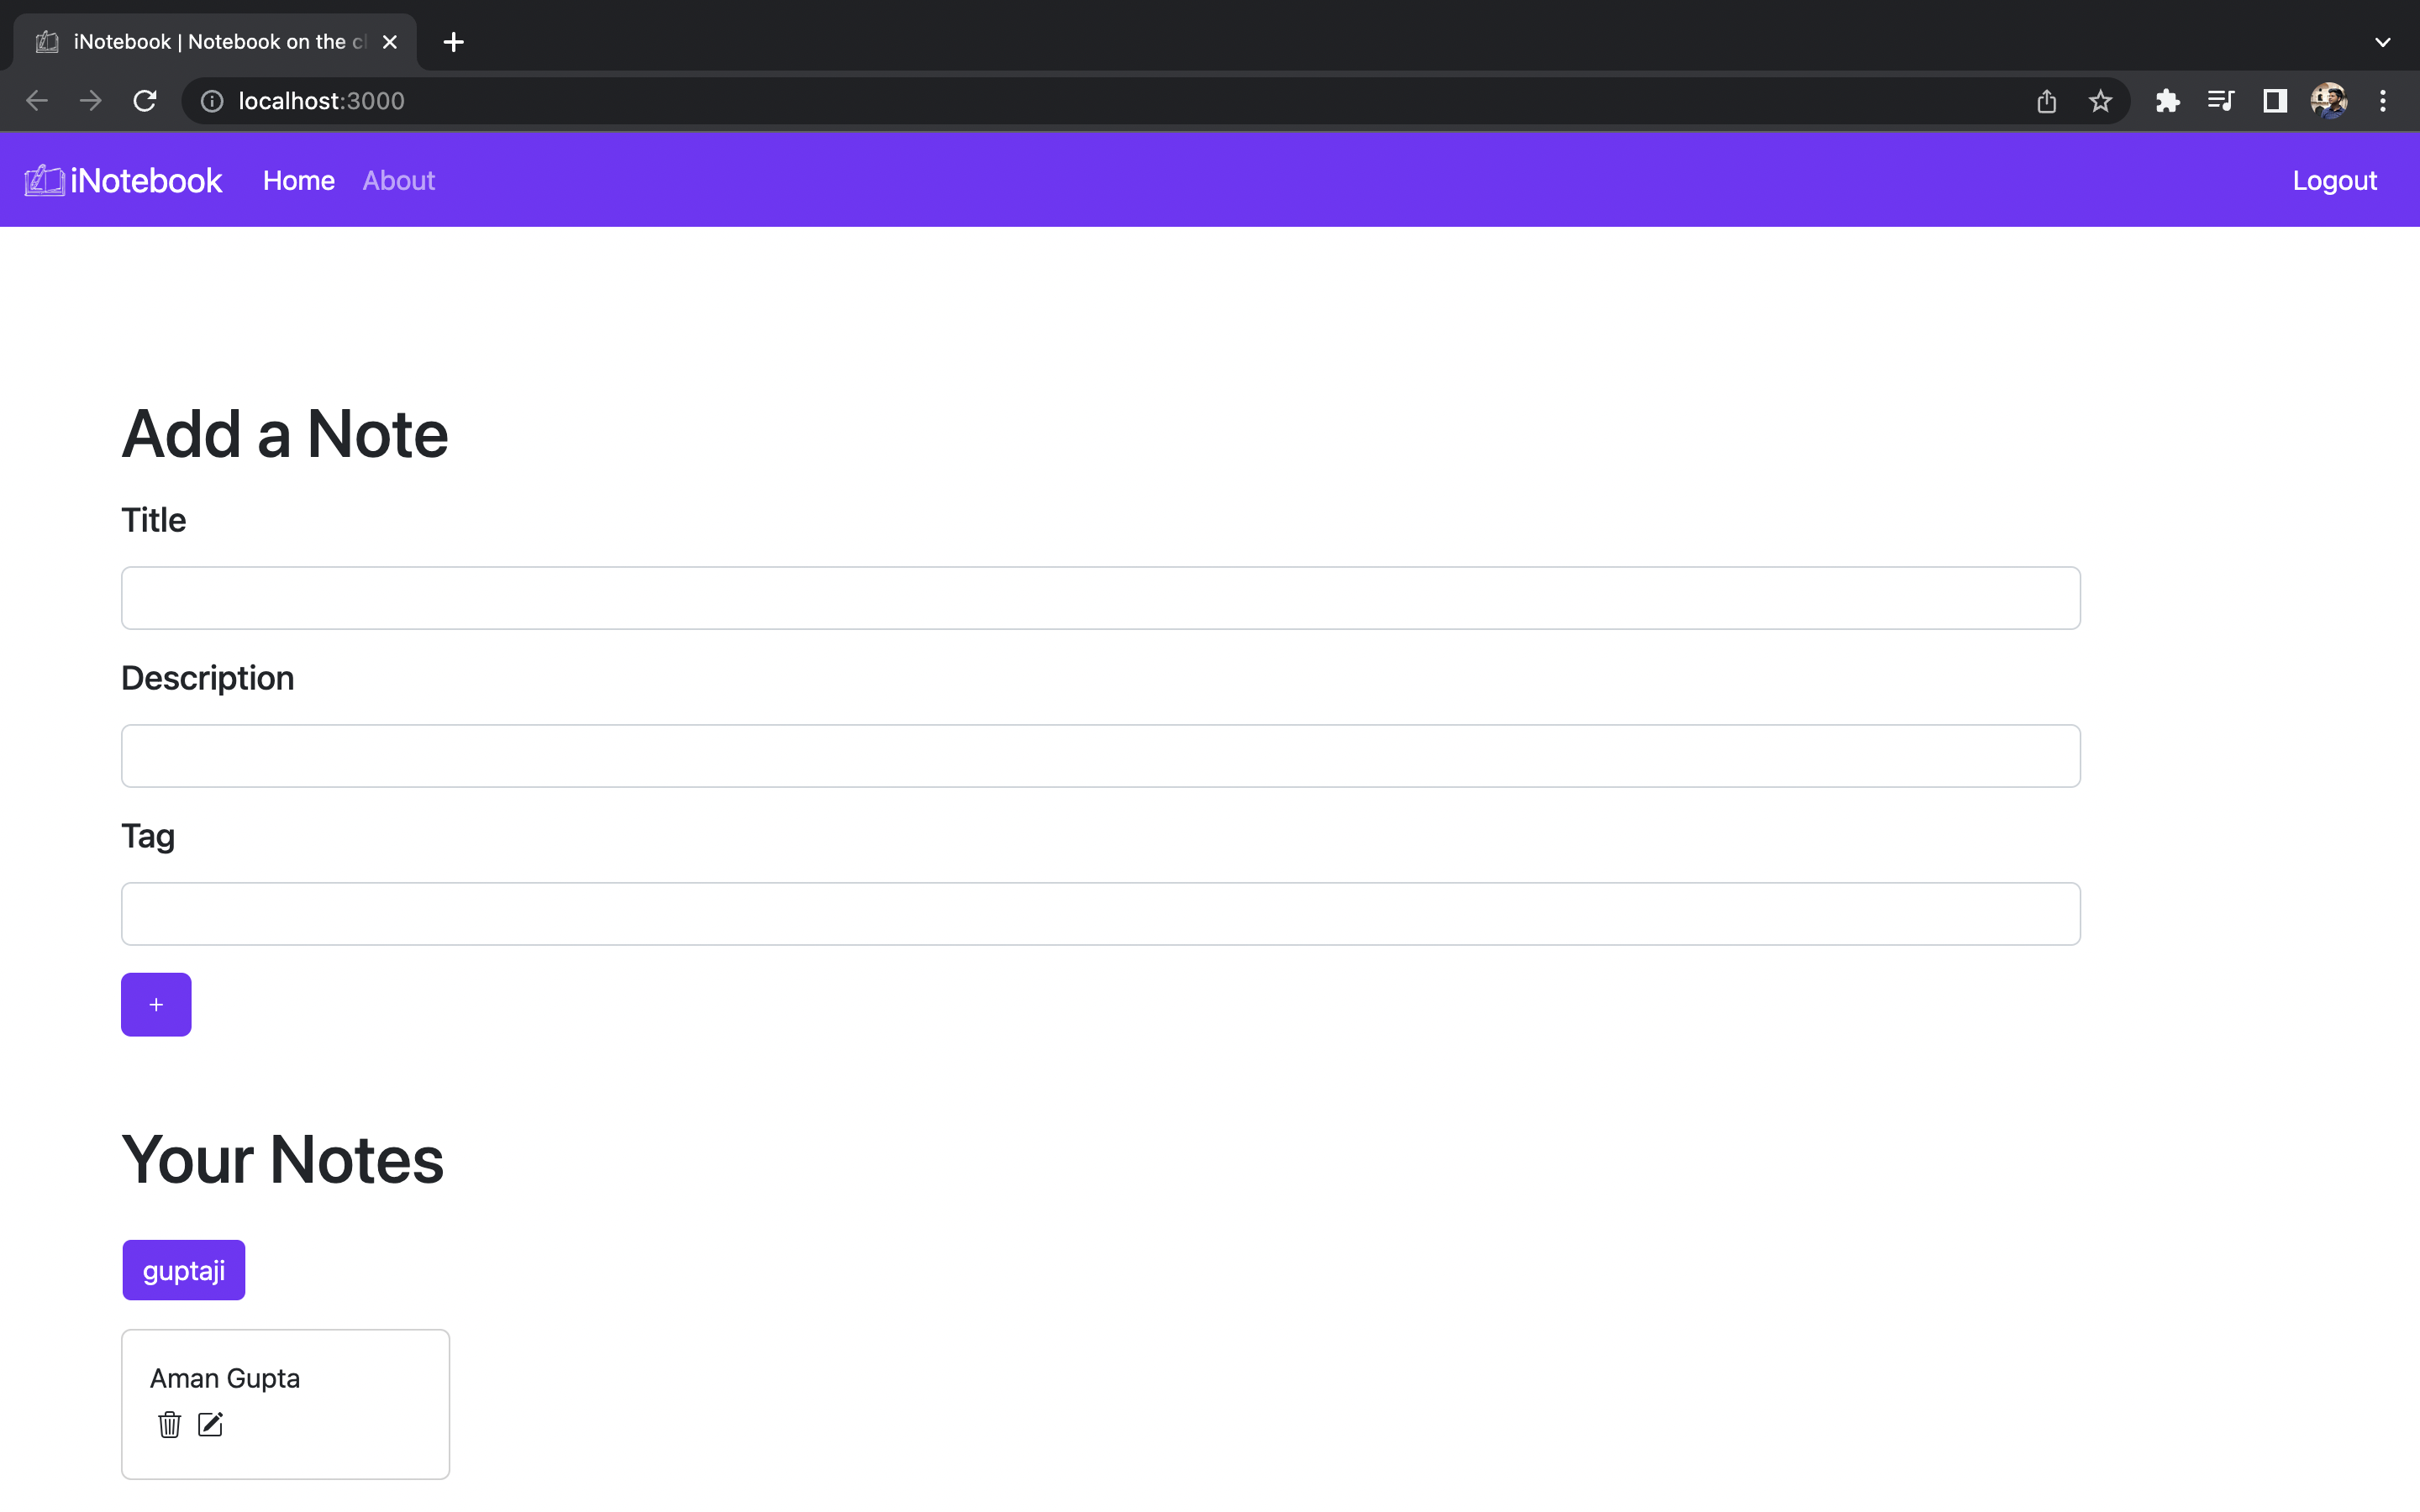 iNotebook | Notebook on the cl
localhost:3000
iNotebook Home About Logout
Add a Note
Title
Description
Tag
+
Your Notes
guptaji
Aman Gupta